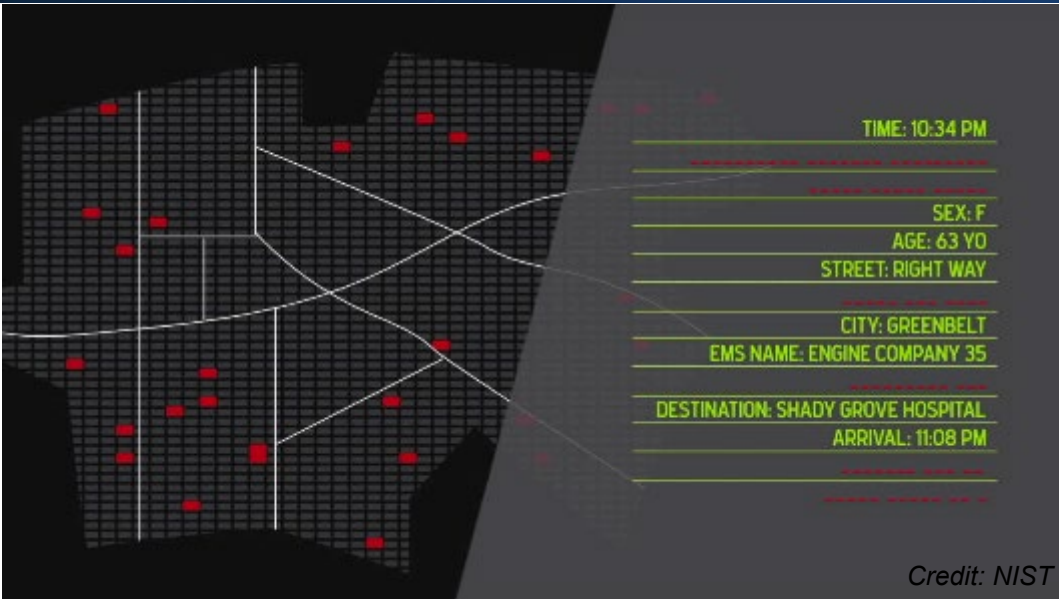 TIME: 10:34 PM
SEX: F
AGE: 63 YO
STREET: RIGHT WAY
CITY: GREENBELT
EMS NAME: ENGINE COMPANY 35
DESTINATION: SHADY GROVE HOSPITAL
ARRIVAL: 11:08 PM
Credit: NIST